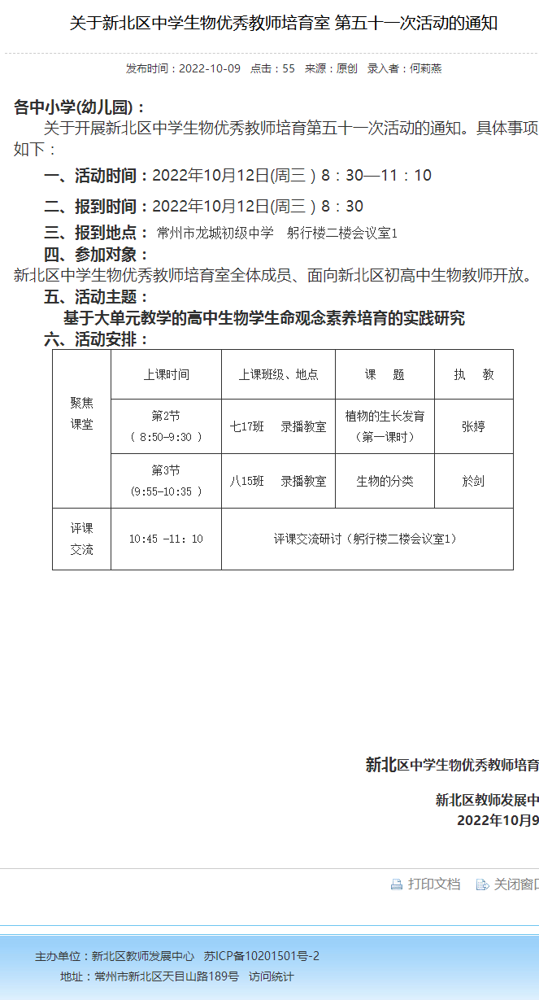 关于新北区中学生物优秀教师培育室 第五十一次活动的通知
发布时间：2022-10-09 点击：55 来源：原创 录入者：何莉燕
各中小学(幼儿园)：
关于开展新北区中学生物优秀教师培育第五十一次活动的通知。具体事项
如下：
一、活动时间：2022年10月12日(周三 ) 8：30—11：10
二、报到时间：2022年10月12日(周三 ) 8：30
三、报到地点： 常州市龙城初级中学 躬行楼二楼会议室1
四、参加对象：
新北区中学生物优秀教师培育室全体成员、面向新北区初高中生物教师开放。
五、活动主题：
基于大单元教学的高中生物学生命观念素养培育的实践研究
六、活动安排：
聚焦
课堂
上课时间 上课班级、地点 课 题 执 教
第2节
( 8:50-9:30 )
七17班 录播教室
植物的生长发育
（第一课时）
张婷
第3节
(9:55-10:35 )
八15班 录播教室 生物的分类 於剑
评课
交流
10:45 -11: 10 评课交流研讨（躬行楼二楼会议室1）
新北区中学生物优秀教师培育
新北区教师发展中
2022年10月9
打印文档 关闭窗口
主办单位：新北区教师发展中心 苏ICP备10201501号-2
地址：常州市新北区天目山路189号 访问统计